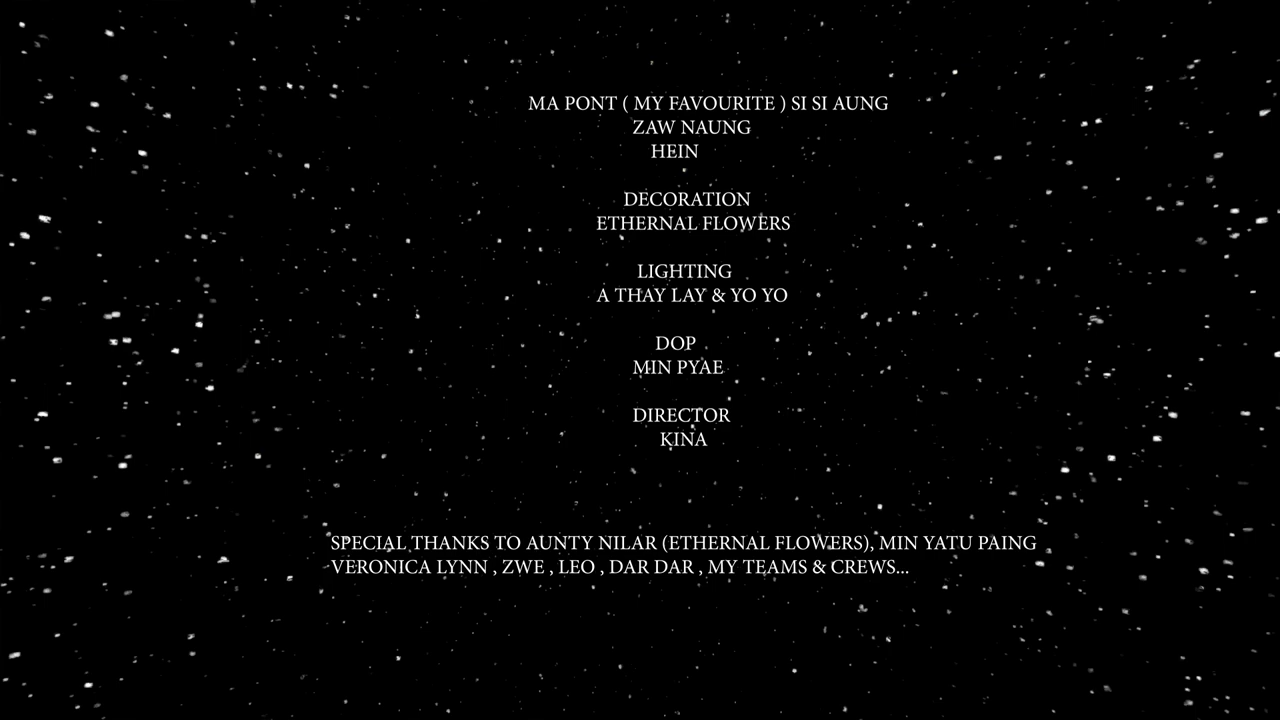 MA PONT ( MY FAVOURITE ) SI SI AUNG
ZAW NAUNG
HEIN
DECORATION
ETHERNAL FLOWERS
LIGHTING
A THAY LAY & YO YO
DOP
MIN PYAE
DIRECTOR
KINA
SPECIAL THANKS TO AUNTY NILAR (ETHERNAL FLOWERS), MIN YATU PAING
VERONICA LYNN , ZWE , LEO , DAR DAR , MY TEAMS & CREWS...